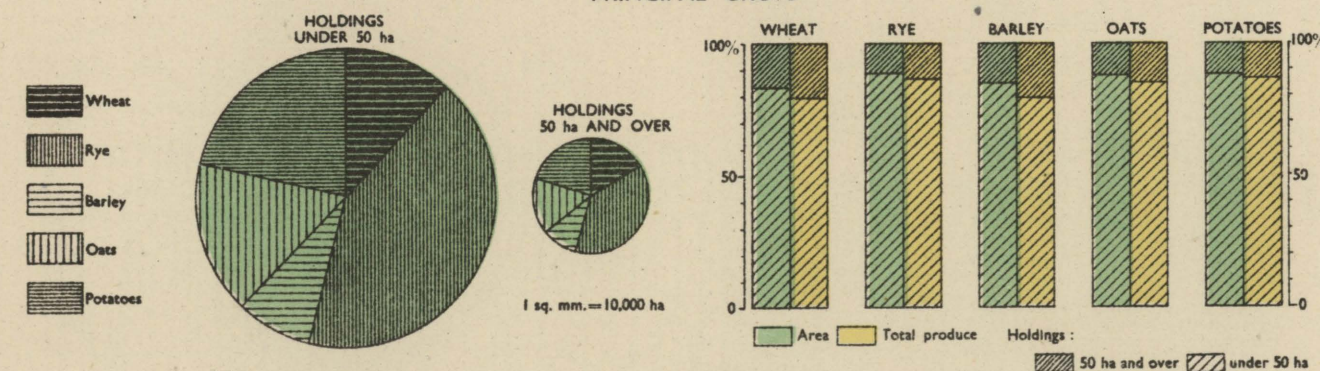 HOLDINGS
UNDER 50 ha
Wheat
Rye
Barley
Oats
Potatoes
HOLDINGS
50 ha AND OVER
1 sq. mm.=10,000 ha
WHEAT RYE BARLEY OATS POTATOES
100% 100%
50 50
0 0
Area Total produce Holdings :
50 ha and over under 50 ha